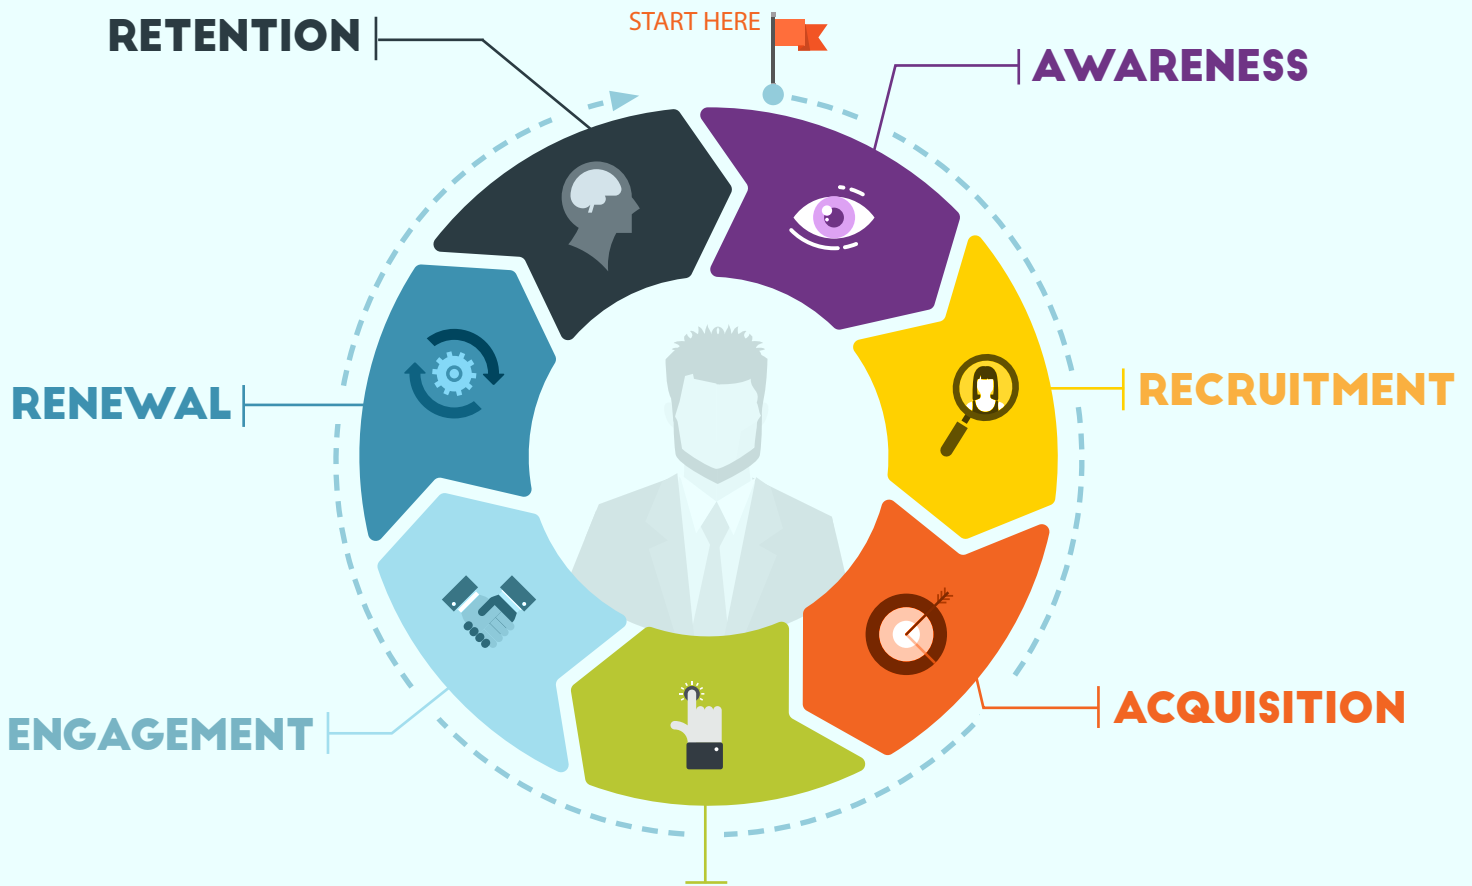 START HERE
AWARENESS
RECRUITMENT
ACQUISITION
ENGAGEMENT
RENEWAL
RETENTION